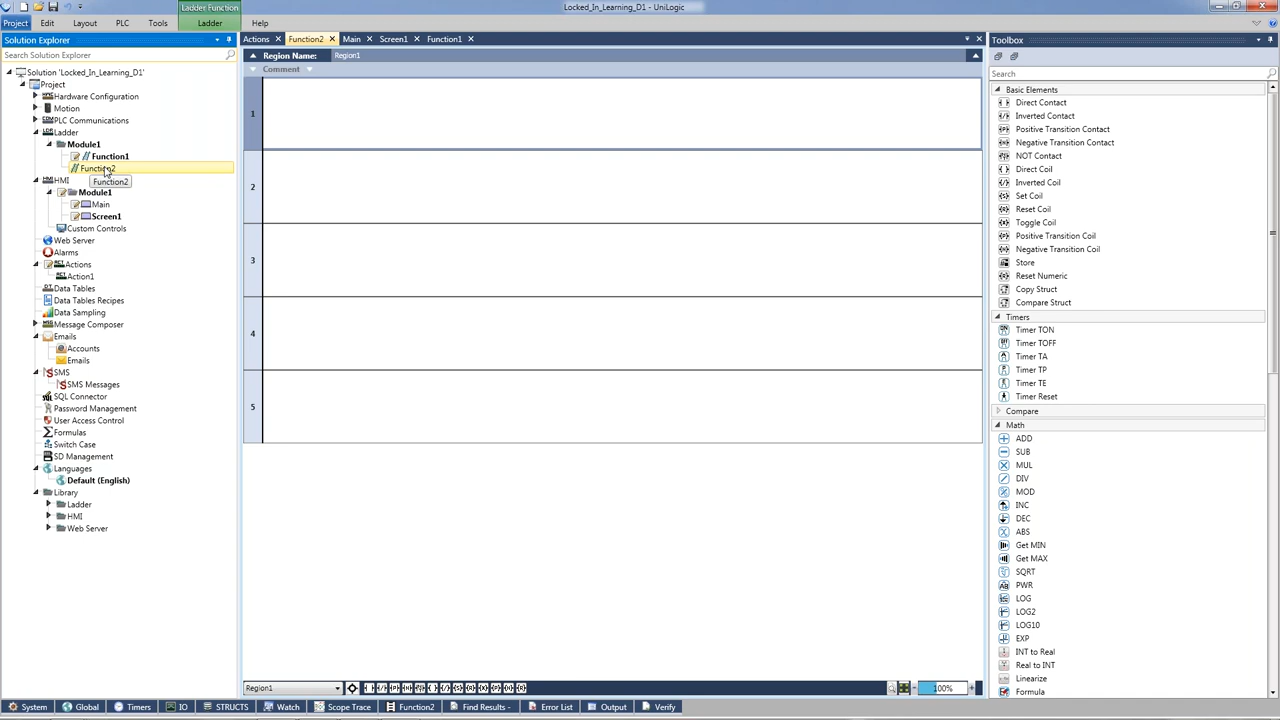 Ladder Function
Locked_In_Learning_D1 - UniLogic
Project Edit Layout PLC Tools Ladder Help
Solution Explorer
Search Solution Explorer
Solution 'Locked_In_Learning_D1'
Project
Hardware Configuration
Motion
PLC Communications
Ladder
Module1
Function1
Function2
Function2
HMI
Module1
Main
Screen1
Custom Controls
Web Server
Alarms
Actions
Action1
Data Tables
Data Tables Recipes
Data Sampling
Message Composer
Emails
Accounts
Emails
SMS
SMS Messages
SQL Connector
Password Management
User Access Control
Formulas
Switch Case
SD Management
Languages
Default (English)
Library
Ladder
HMI
Web Server
Actions Function2 Main Screen1 Function1
Region Name: Region1
Comment
1
2
3
4
5
Region1
100%
Toolbox
Search
Basic Elements
Direct Contact
Inverted Contact
Positive Transition Contact
Negative Transition Contact
NOT Contact
Direct Coil
Inverted Coil
Set Coil
Reset Coil
Toggle Coil
Positive Transition Coil
Negative Transition Coil
Store
Reset Numeric
Copy Struct
Compare Struct
Timers
Timer TON
Timer TOFF
Timer TA
Timer TP
Timer TE
Timer Reset
Compare
Math
ADD
SUB
MUL
DIV
MOD
INC
DEC
ABS
Get MIN
Get MAX
SQRT
PWR
LOG
LOG2
LOG10
EXP
INT to Real
Real to INT
Linearize
Formula
System Global Timers IO STRUCTS Watch Scope Trace Function2 Find Results - Error List Output Verify